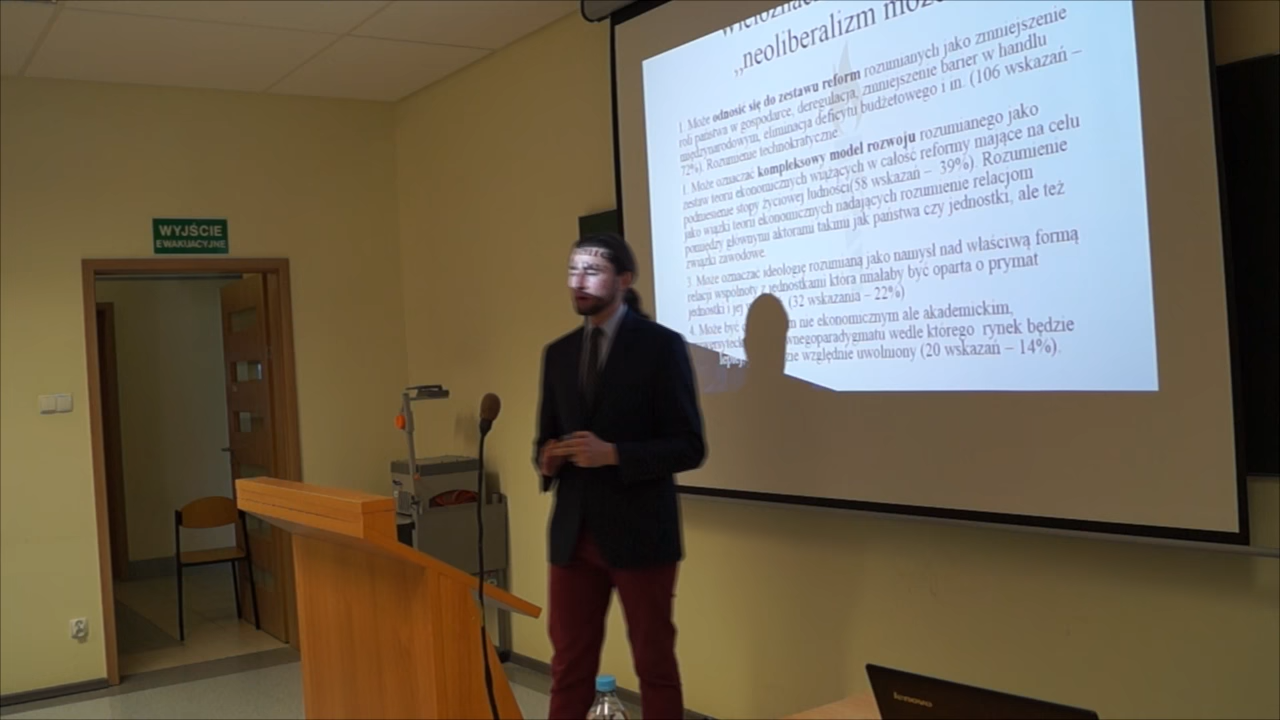 „neoliberalizm
1. Może odnosić się do zestawu reform rozumianych jako zmniejszenie
roli państwa w gospodarce, deregulacja, zmniejszenie barier w handlu
międzynarodowym, eliminacja deficytu budżetowego i in. (106 wskazań –
72%). Rozumienie technokratyczne
1. Może oznaczać kompleksowy model rozwoju rozumianego jako
zestaw teorii ekonomicznych wiążących w całość reformy mające na celu
podniesienie stopy życiowej ludności(58 wskazań – 39%). Rozumienie
jako wiązki teorii ekonomicznych nadających rozumienie relacjom
pomiędzy głównymi aktorami takimi jak państwa czy jednostki, ale też
związki zawodowe.
3. Może oznaczać ideologię rozumianą jako namysł nad właściwą formą
relacji wspólnoty z jednostkami która miałaby być oparta o prymat
jednostki i jej (32 wskazania – 22%)
4. Może być nie ekonomicznym ale akademickim,
wnegoparadygmatu wedle którego rynek będzie
względnie uwolniony (20 wskazań – 14%).
WYJŚCIE
EWAKUACYJNE
lenovo